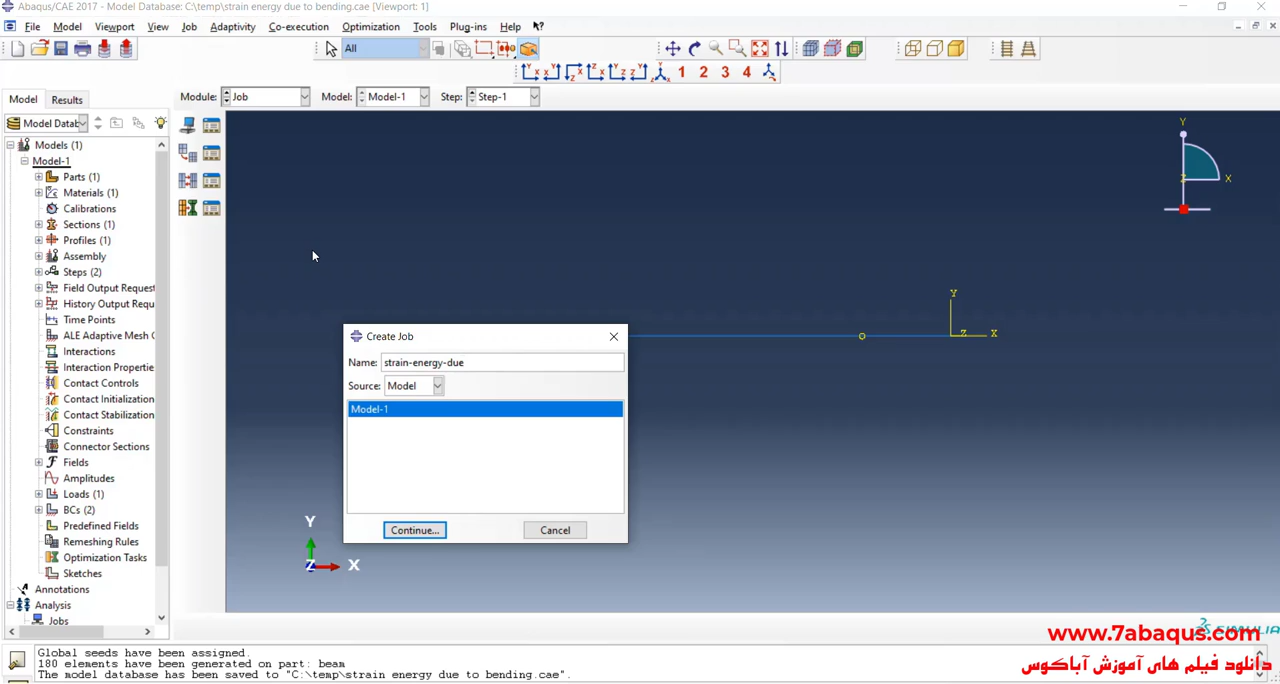 Abaqus/CAE 2017 - Model Database: C:\temp\strain energy due to bending.cae [Viewport: 1]
File Model Viewport View Job Adaptivity Co-execution Optimization Tools Plug-ins Help
All
1 2 3 4
Model Results
Module: Job Model: Model-1 Step: Step-1
Model Datab
Models (1)
Model-1
Parts (1)
Materials (1)
Calibrations
Sections (1)
Profiles (1)
Assembly
Steps (2)
Field Output Reques
History Output Requ
Time Points
ALE Adaptive Mesh C
Interactions
Interaction Propertie
Contact Controls
Contact Initialization
Contact Stabilization
Constraints
Connector Sections
Fields
Amplitudes
Loads (1)
BCs (2)
Predefined Fields
Remeshing Rules
Optimization Tasks
Sketches
Annotations
Analysis
Jobs
Y
X
Z
Y
Z
X
Create Job
Name: strain-energy-due
Source: Model
Model-1
Continue...
Cancel
Y
Z
X
SIMULIA
www.7abaqus.com
دانلود فیلم های آموزش آباکوس
Global seeds have been assigned.
180 elements have been generated on part: beam
The model database has been saved to "C:\temp\strain energy due to bending.cae".